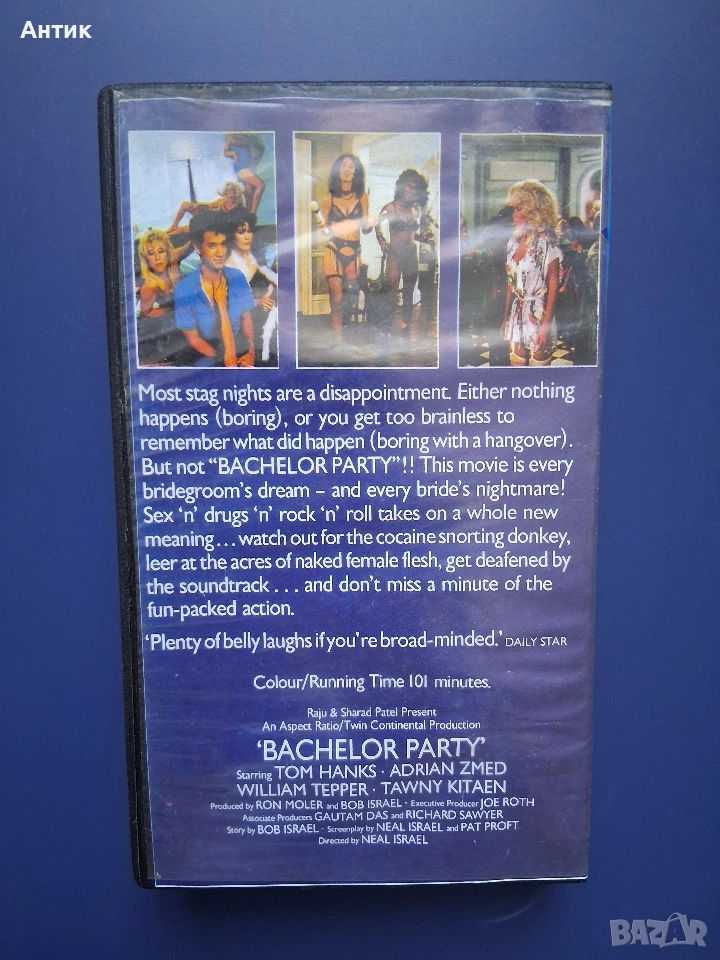 Антик
Most stag nights are a disappointment. Either nothing
happens (boring), or you get too brainless to
remember what did happen (boring with a hangover).
But not “BACHELOR PARTY”!! This movie is every
bridegroom's dream – and every bride's nightmare!
Sex ‘n’ drugs ‘n’ rock ‘n’ roll takes on a whole new
meaning... watch out for the cocaine snorting donkey,
leer at the acres of naked female flesh, get deafened by
the soundtrack... and don't miss a minute of the
fun-packed action.
‘Plenty of belly laughs if you're broad-minded.’ DAILY STAR
Colour/Running Time 101 minutes.
Raju & Sharad Patel Present
An Aspect Ratio/Twin Continental Production
‘BACHELOR PARTY’
Starring TOM HANKS · ADRIAN ZMED
WILLIAM TEPPER · TAWNY KITAEN
Produced by RON MOLER and BOB ISRAEL · Executive Producer JOE ROTH
Associate Producers GAUTAM DAS and RICHARD SAWYER
Story by BOB ISRAEL · Screenplay by NEAL ISRAEL and PAT PROFT
Directed by NEAL ISRAEL
BAZAR